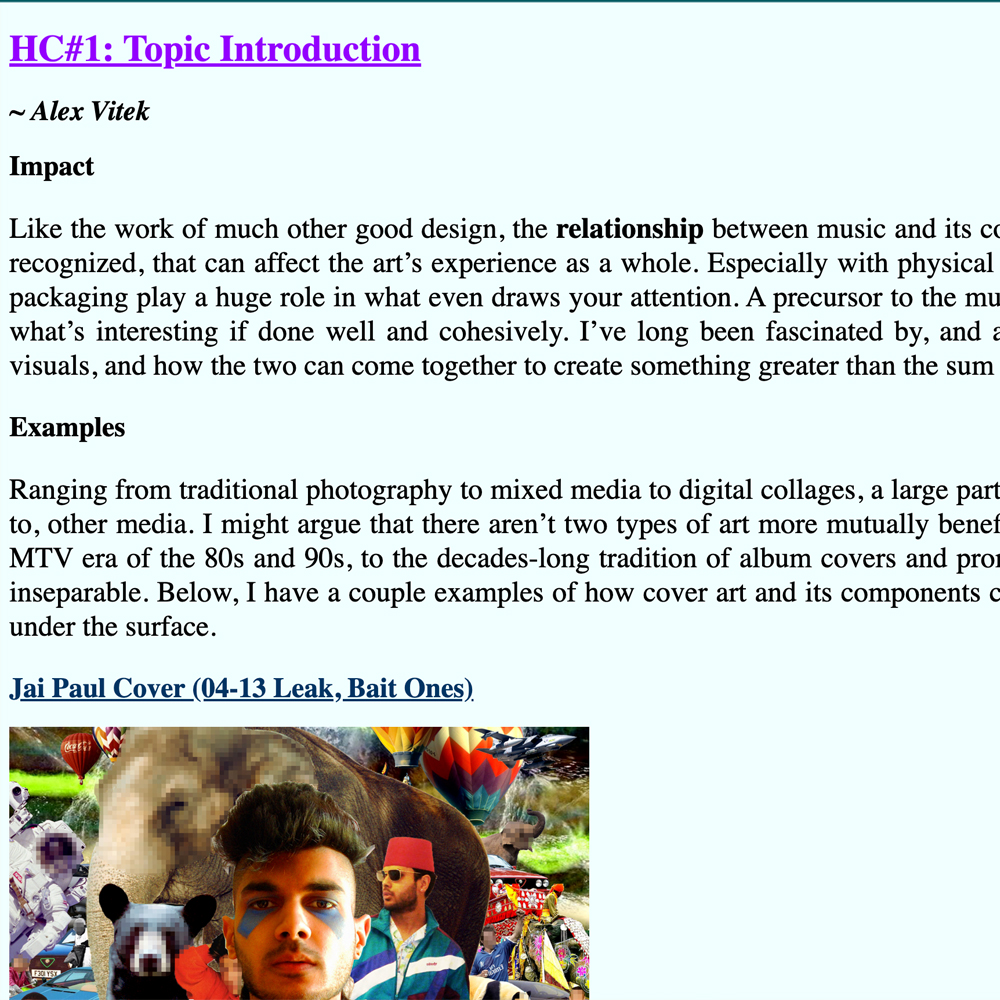 HC#1: Topic Introduction
~ Alex Vitek
Impact
Like the work of much other good design, the relationship between music and its co
recognized, that can affect the art’s experience as a whole. Especially with physical
packaging play a huge role in what even draws your attention. A precursor to the mu
what’s interesting if done well and cohesively. I’ve long been fascinated by, and a
visuals, and how the two can come together to create something greater than the sum
Examples
Ranging from traditional photography to mixed media to digital collages, a large part
to, other media. I might argue that there aren’t two types of art more mutually benef
MTV era of the 80s and 90s, to the decades-long tradition of album covers and pro
inseparable. Below, I have a couple examples of how cover art and its components c
under the surface.
Jai Paul Cover (04-13 Leak, Bait Ones)
Coca-Cola
F301 YSX